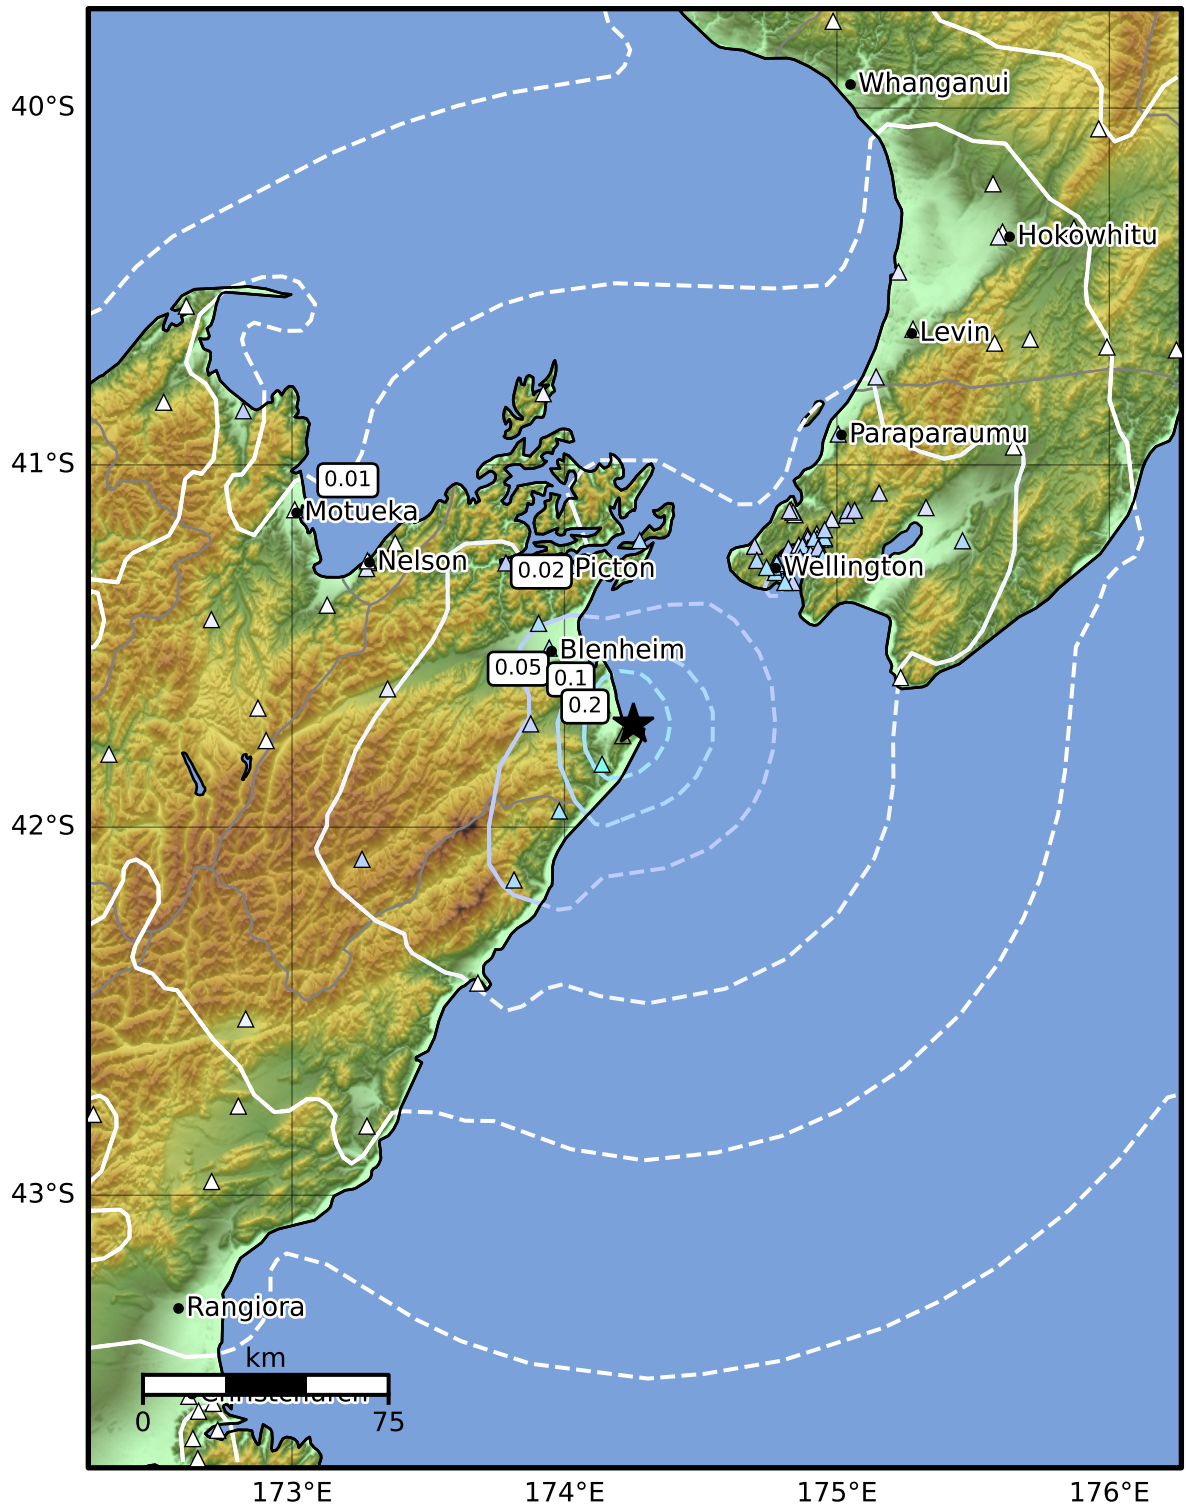 Whanganui
40°S
Hokowhitu
Levin
Paraparaumu
41°S
0.01
Motueka
Nelson
0.02
Picton
Wellington
Blenheim
0.05
0.1
0.2
42°S
43°S
Rangiora
km
Christchurch
0
75
173°E
174°E
175°E
176°E